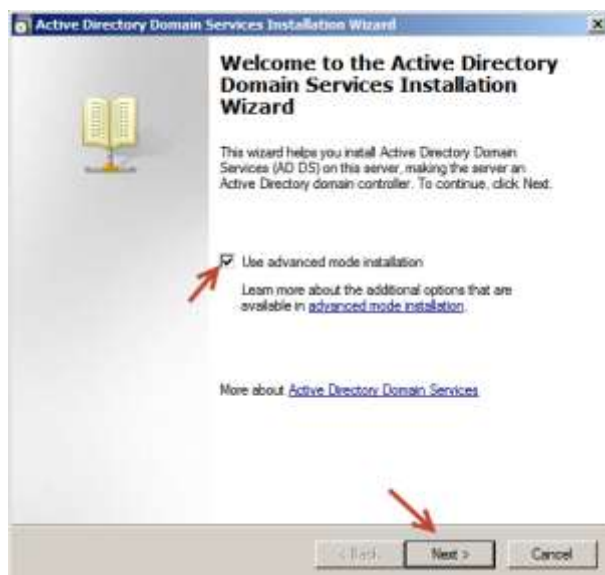 Active Directory Domain Services Installation Wizard
Welcome to the Active Directory
Domain Services Installation
Wizard
This wizard helps you install Active Directory Domain
Services (AD DS) on this server, making the server an
Active Directory domain controller. To continue, click Next.
Use advanced mode installation
Learn more about the additional options that are
available in advanced mode installation.
More about Active Directory Domain Services
< Back Next > Cancel